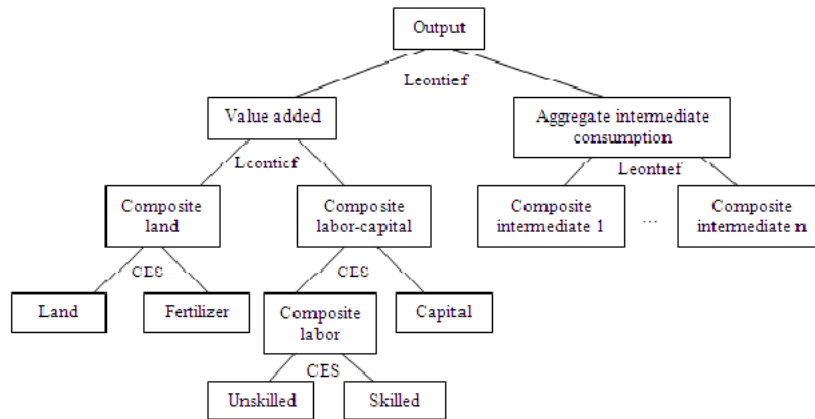 Output
Leontief
Value added
Aggregate intermediate
consumption
Leontief
Leontief
Composite
land
Composite
labor-capital
Composite
intermediate 1
...
Composite
intermediate n
CES
CES
Land
Fertilizer
Composite
labor
Capital
CES
Unskilled
Skilled